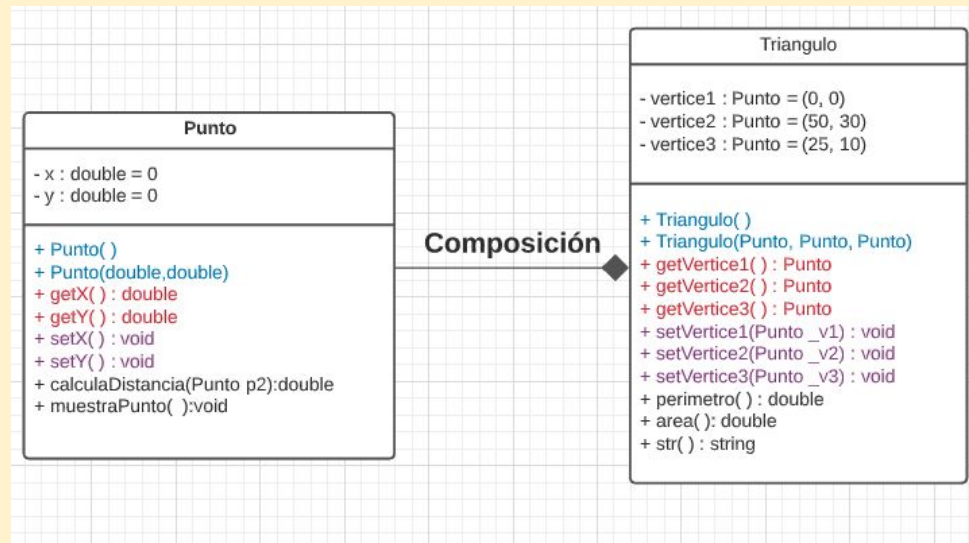 Punto
- x : double = 0
- y : double = 0
+ Punto( )
+ Punto(double,double)
+ getX( ) : double
+ getY( ) : double
+ setX( ) : void
+ setY( ) : void
+ calculaDistancia(Punto p2):double
+ muestraPunto(  ):void
Composición
Triangulo
- vertice1 : Punto = (0, 0)
- vertice2 : Punto = (50, 30)
- vertice3 : Punto = (25, 10)
+ Triangulo( )
+ Triangulo(Punto, Punto, Punto)
+ getVertice1( ) : Punto
+ getVertice2( ) : Punto
+ getVertice3( ) : Punto
+ setVertice1(Punto _v1) : void
+ setVertice2(Punto _v2) : void
+ setVertice3(Punto _v3) : void
+ perimetro( ) : double
+ area( ): double
+ str( ) : string